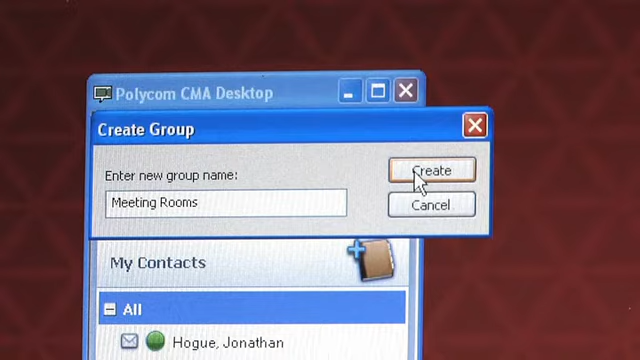 Polycom CMA Desktop
Create Group
Enter new group name:
Create
Meeting Rooms
Cancel
My Contacts
All
Hogue, Jonathan